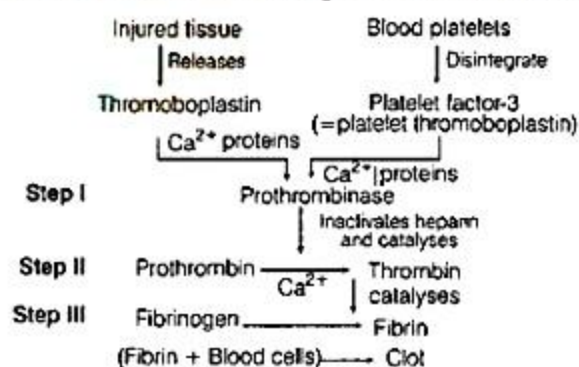 Injured tissue
Blood platelets
Releases
Disintegrate
Thromoboplastin
Platelet factor-3
(=platelet thromoboplastin)
Ca2+ proteins
Ca2+ proteins
Step I
Prothrombinase
Inactivates heparin
and catalyses
Step II
Prothrombin
Ca2+
Thrombin
catalyses
Step III
Fibrinogen
Fibrin
(Fibrin + Blood cells)
Clot